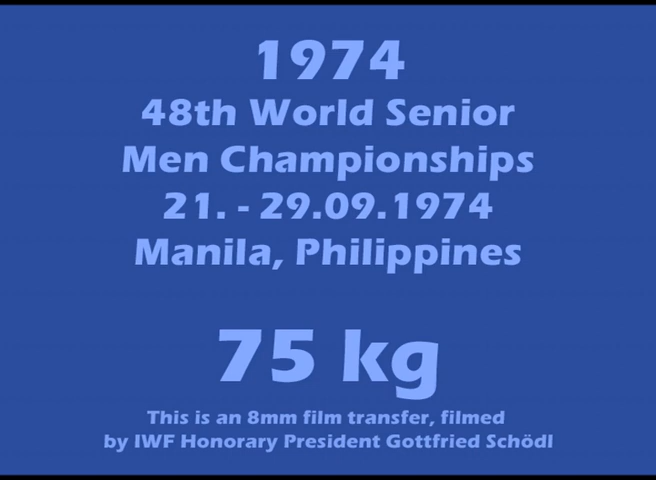 1974
48th World Senior
Men Championships
21. - 29.09.1974
Manila, Philippines
75 kg
This is an 8mm film transfer, filmed
by IWF Honorary President Gottfried Schödl